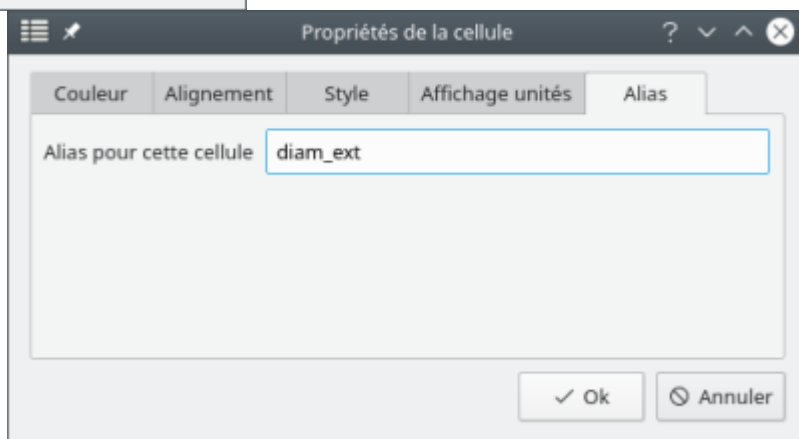 Propriétés de la cellule
Couleur Alignement Style Affichage unités Alias
Alias pour cette cellule diam_ext
Ok Annuler